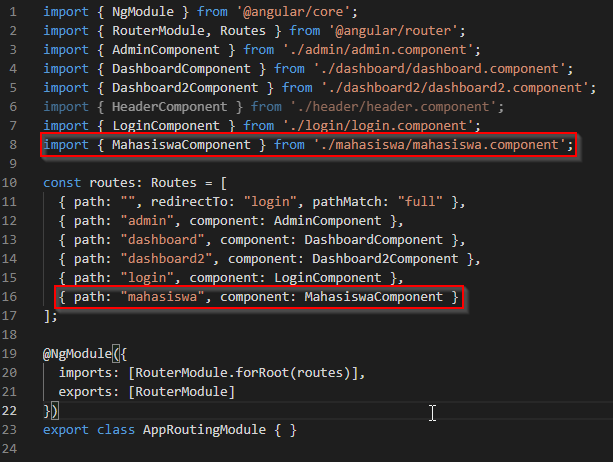 1 import { NgModule } from '@angular/core';
2 import { RouterModule, Routes } from '@angular/router';
3 import { AdminComponent } from './admin/admin.component';
4 import { DashboardComponent } from './dashboard/dashboard.component';
5 import { Dashboard2Component } from './dashboard2/dashboard2.component';
6 import { HeaderComponent } from './header/header.component';
7 import { LoginComponent } from './login/login.component';
8 import { MahasiswaComponent } from './mahasiswa/mahasiswa.component';
9
10 const routes: Routes = [
11   { path: "", redirectTo: "login", pathMatch: "full" },
12   { path: "admin", component: AdminComponent },
13   { path: "dashboard", component: DashboardComponent },
14   { path: "dashboard2", component: Dashboard2Component },
15   { path: "login", component: LoginComponent },
16   { path: "mahasiswa", component: MahasiswaComponent }
17 ];
18
19 @NgModule({
20   imports: [RouterModule.forRoot(routes)],
21   exports: [RouterModule]
22 })
23 export class AppRoutingModule { }
24